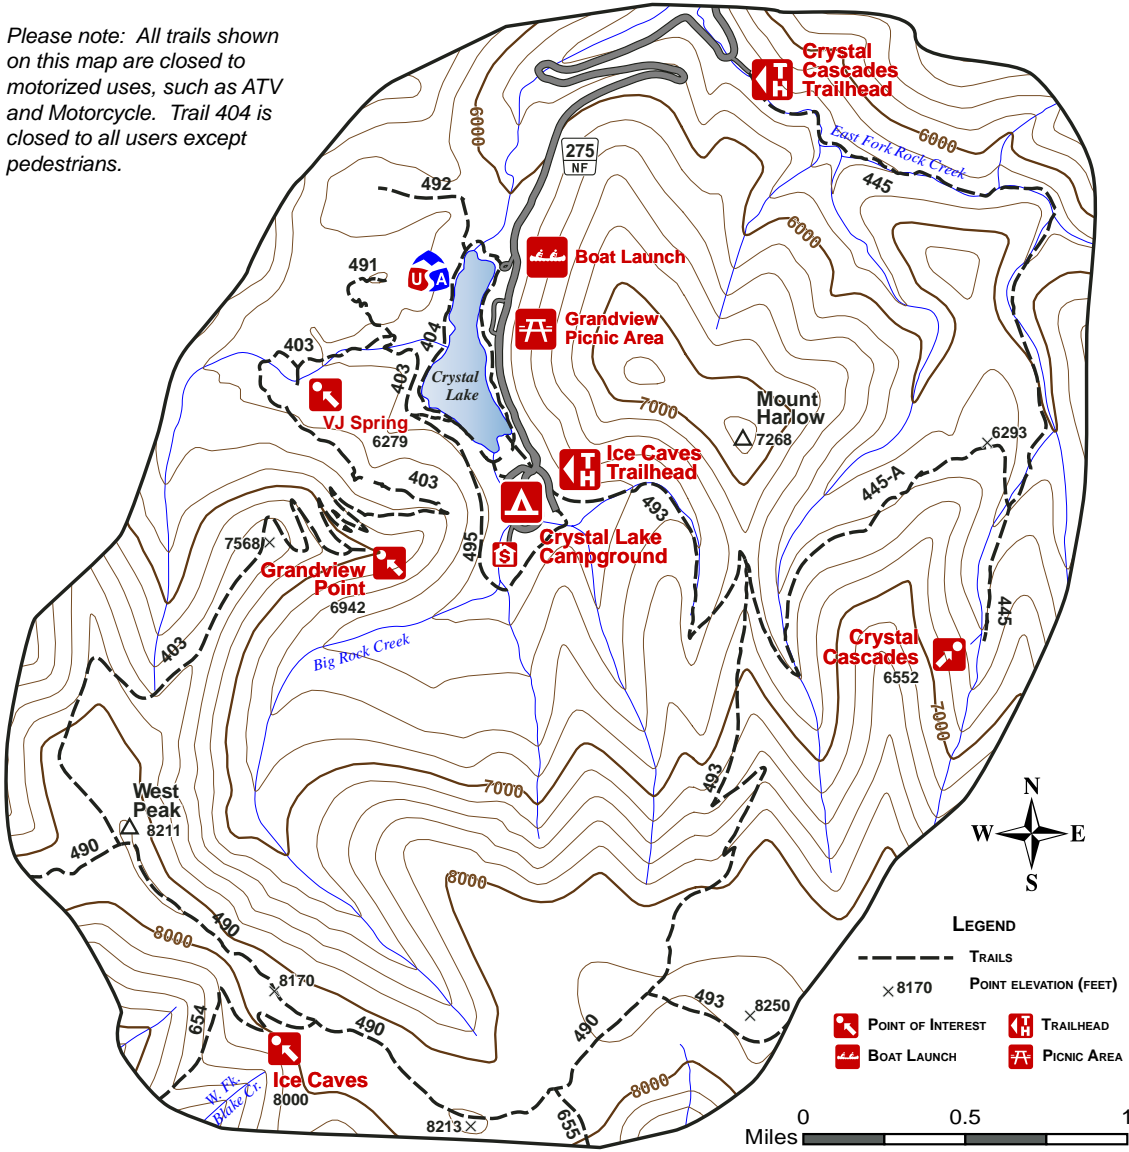 Please note:  All trails shown
on this map are closed to
motorized uses, such as ATV
and Motorcycle.  Trail 404 is
closed to all users except
pedestrians.
Crystal
Cascades
Trailhead
TH
6000
6000
East Fork Rock Creek
275
NF
445
492
6000
USA
491
Boat Launch
Grandview
Picnic Area
404
403
403
Crystal
Lake
VJ Spring
6279
7000
Mount
Harlow
7268
6293
Ice Caves
Trailhead
TH
445-A
403
493
495
7568
Crystal Lake
Campground
$
Grandview
Point
6942
445
403
Big Rock Creek
Crystal
Cascades
6552
7000
7000
493
West
Peak
8211
490
N
W
E
S
8000
490
8000
LEGEND
TRAILS
8170
POINT ELEVATION (FEET)
8170
493
8250
654
490
490
POINT OF INTEREST
TH
TRAILHEAD
BOAT LAUNCH
PICNIC AREA
Ice Caves
8000
W. Fk.
Blake Cr.
8000
8213
655
0
0.5
1
Miles